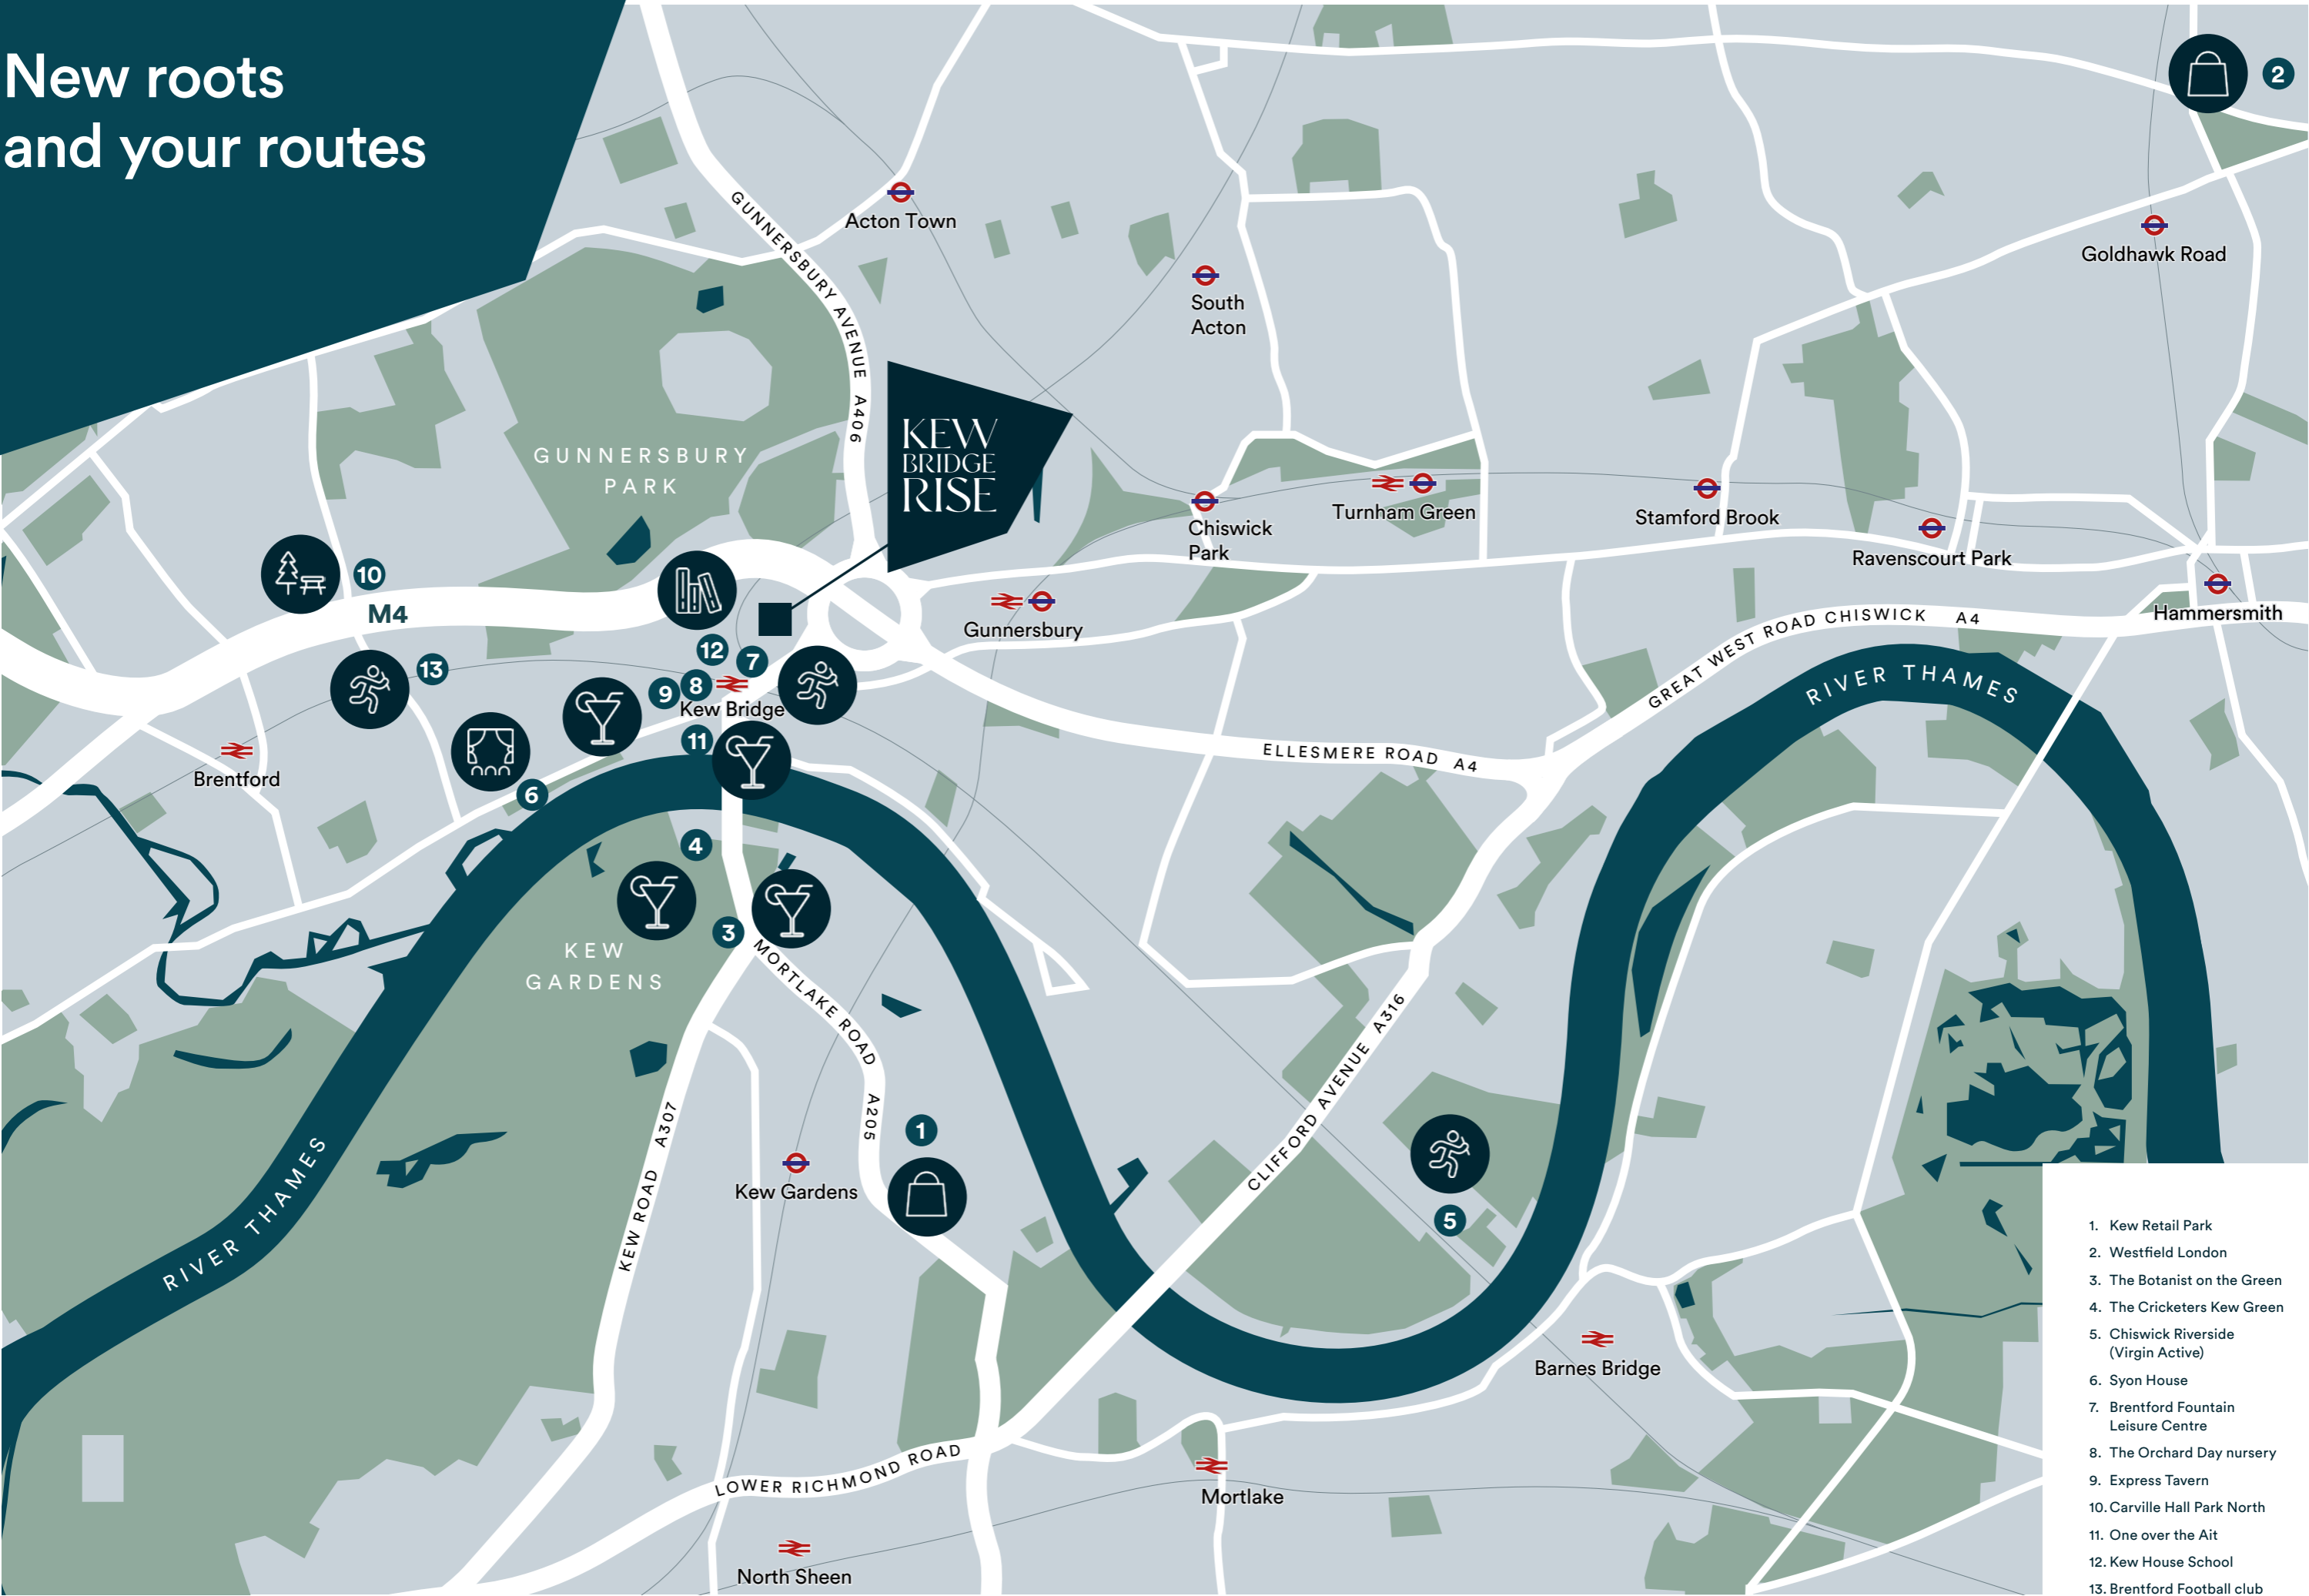 New roots
and your routes
2
Acton Town
GUNNERSBURY AVENUE A406
Goldhawk Road
South
Acton
KEW
BRIDGE
RISE
GUNNERSBURY
PARK
Turnham Green
Stamford Brook
Chiswick
Park
Ravenscourt Park
10
M4
Hammersmith
Gunnersbury
GREAT WEST ROAD CHISWICK A4
12
7
13
9
8
Kew Bridge
RIVER THAMES
11
ELLESMERE ROAD A4
Brentford
6
4
3
KEW
GARDENS
MORTLAKE ROAD
A205
CLIFFORD AVENUE A316
KEW ROAD A307
1
Kew Gardens
RIVER THAMES
5
Barnes Bridge
LOWER RICHMOND ROAD
Mortlake
North Sheen
1. Kew Retail Park
2. Westfield London
3. The Botanist on the Green
4. The Cricketers Kew Green
5. Chiswick Riverside
(Virgin Active)
6. Syon House
7. Brentford Fountain
Leisure Centre
8. The Orchard Day nursery
9. Express Tavern
10. Carville Hall Park North
11. One over the Ait
12. Kew House School
13. Brentford Football club